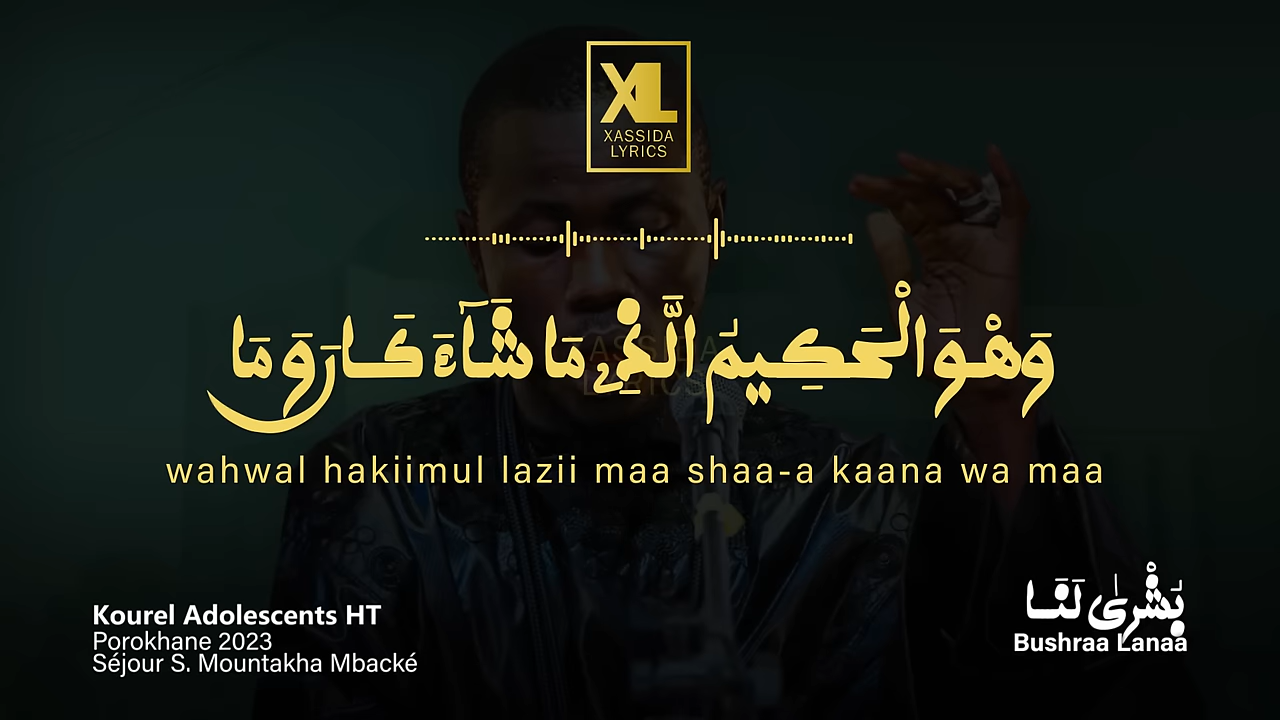 XL
XASSIDA
LYRICS
وَهْوَ الْحَكِيمُ الَّذِے مَا شَآءَ كَانَ وَمَا
wahwal hakiimul lazii maa shaa-a kaana wa maa
Kourel Adolescents HT
Porokhane 2023
Séjour S. Mountakha Mbacké
بُشْرىٰ لَنَا
Bushraa Lanaa